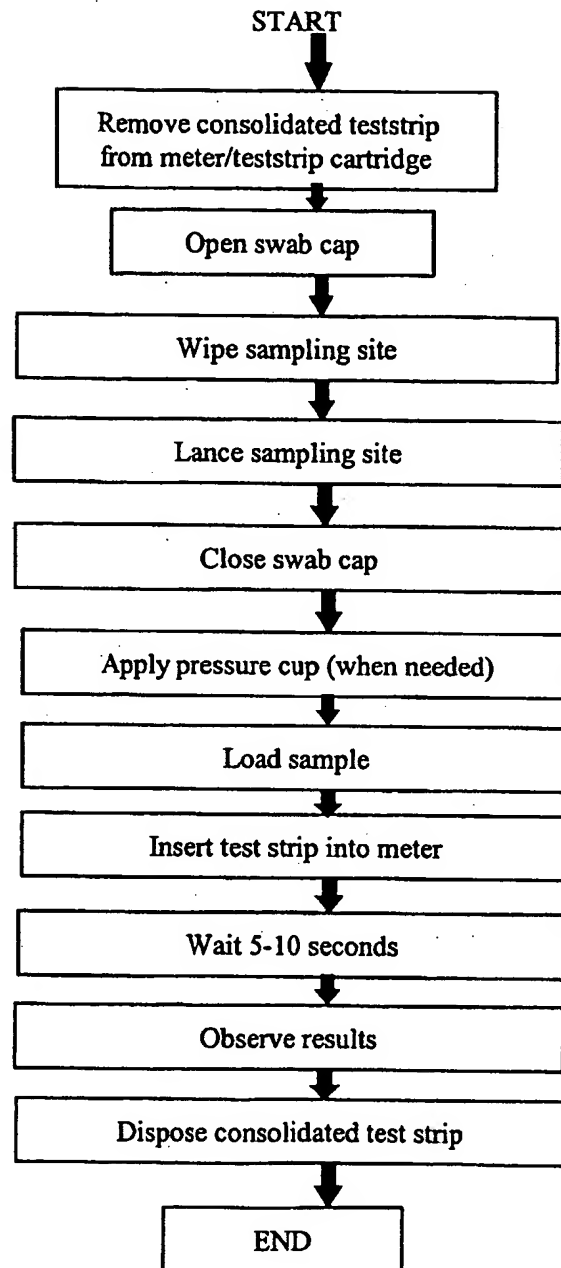 START
Remove consolidated teststrip
from meter/teststrip cartridge
Open swab cap
Wipe sampling site
Lance sampling site
Close swab cap
Apply pressure cup (when needed)
Load sample
Insert test strip into meter
Wait 5-10 seconds
Observe results
Dispose consolidated test strip
END